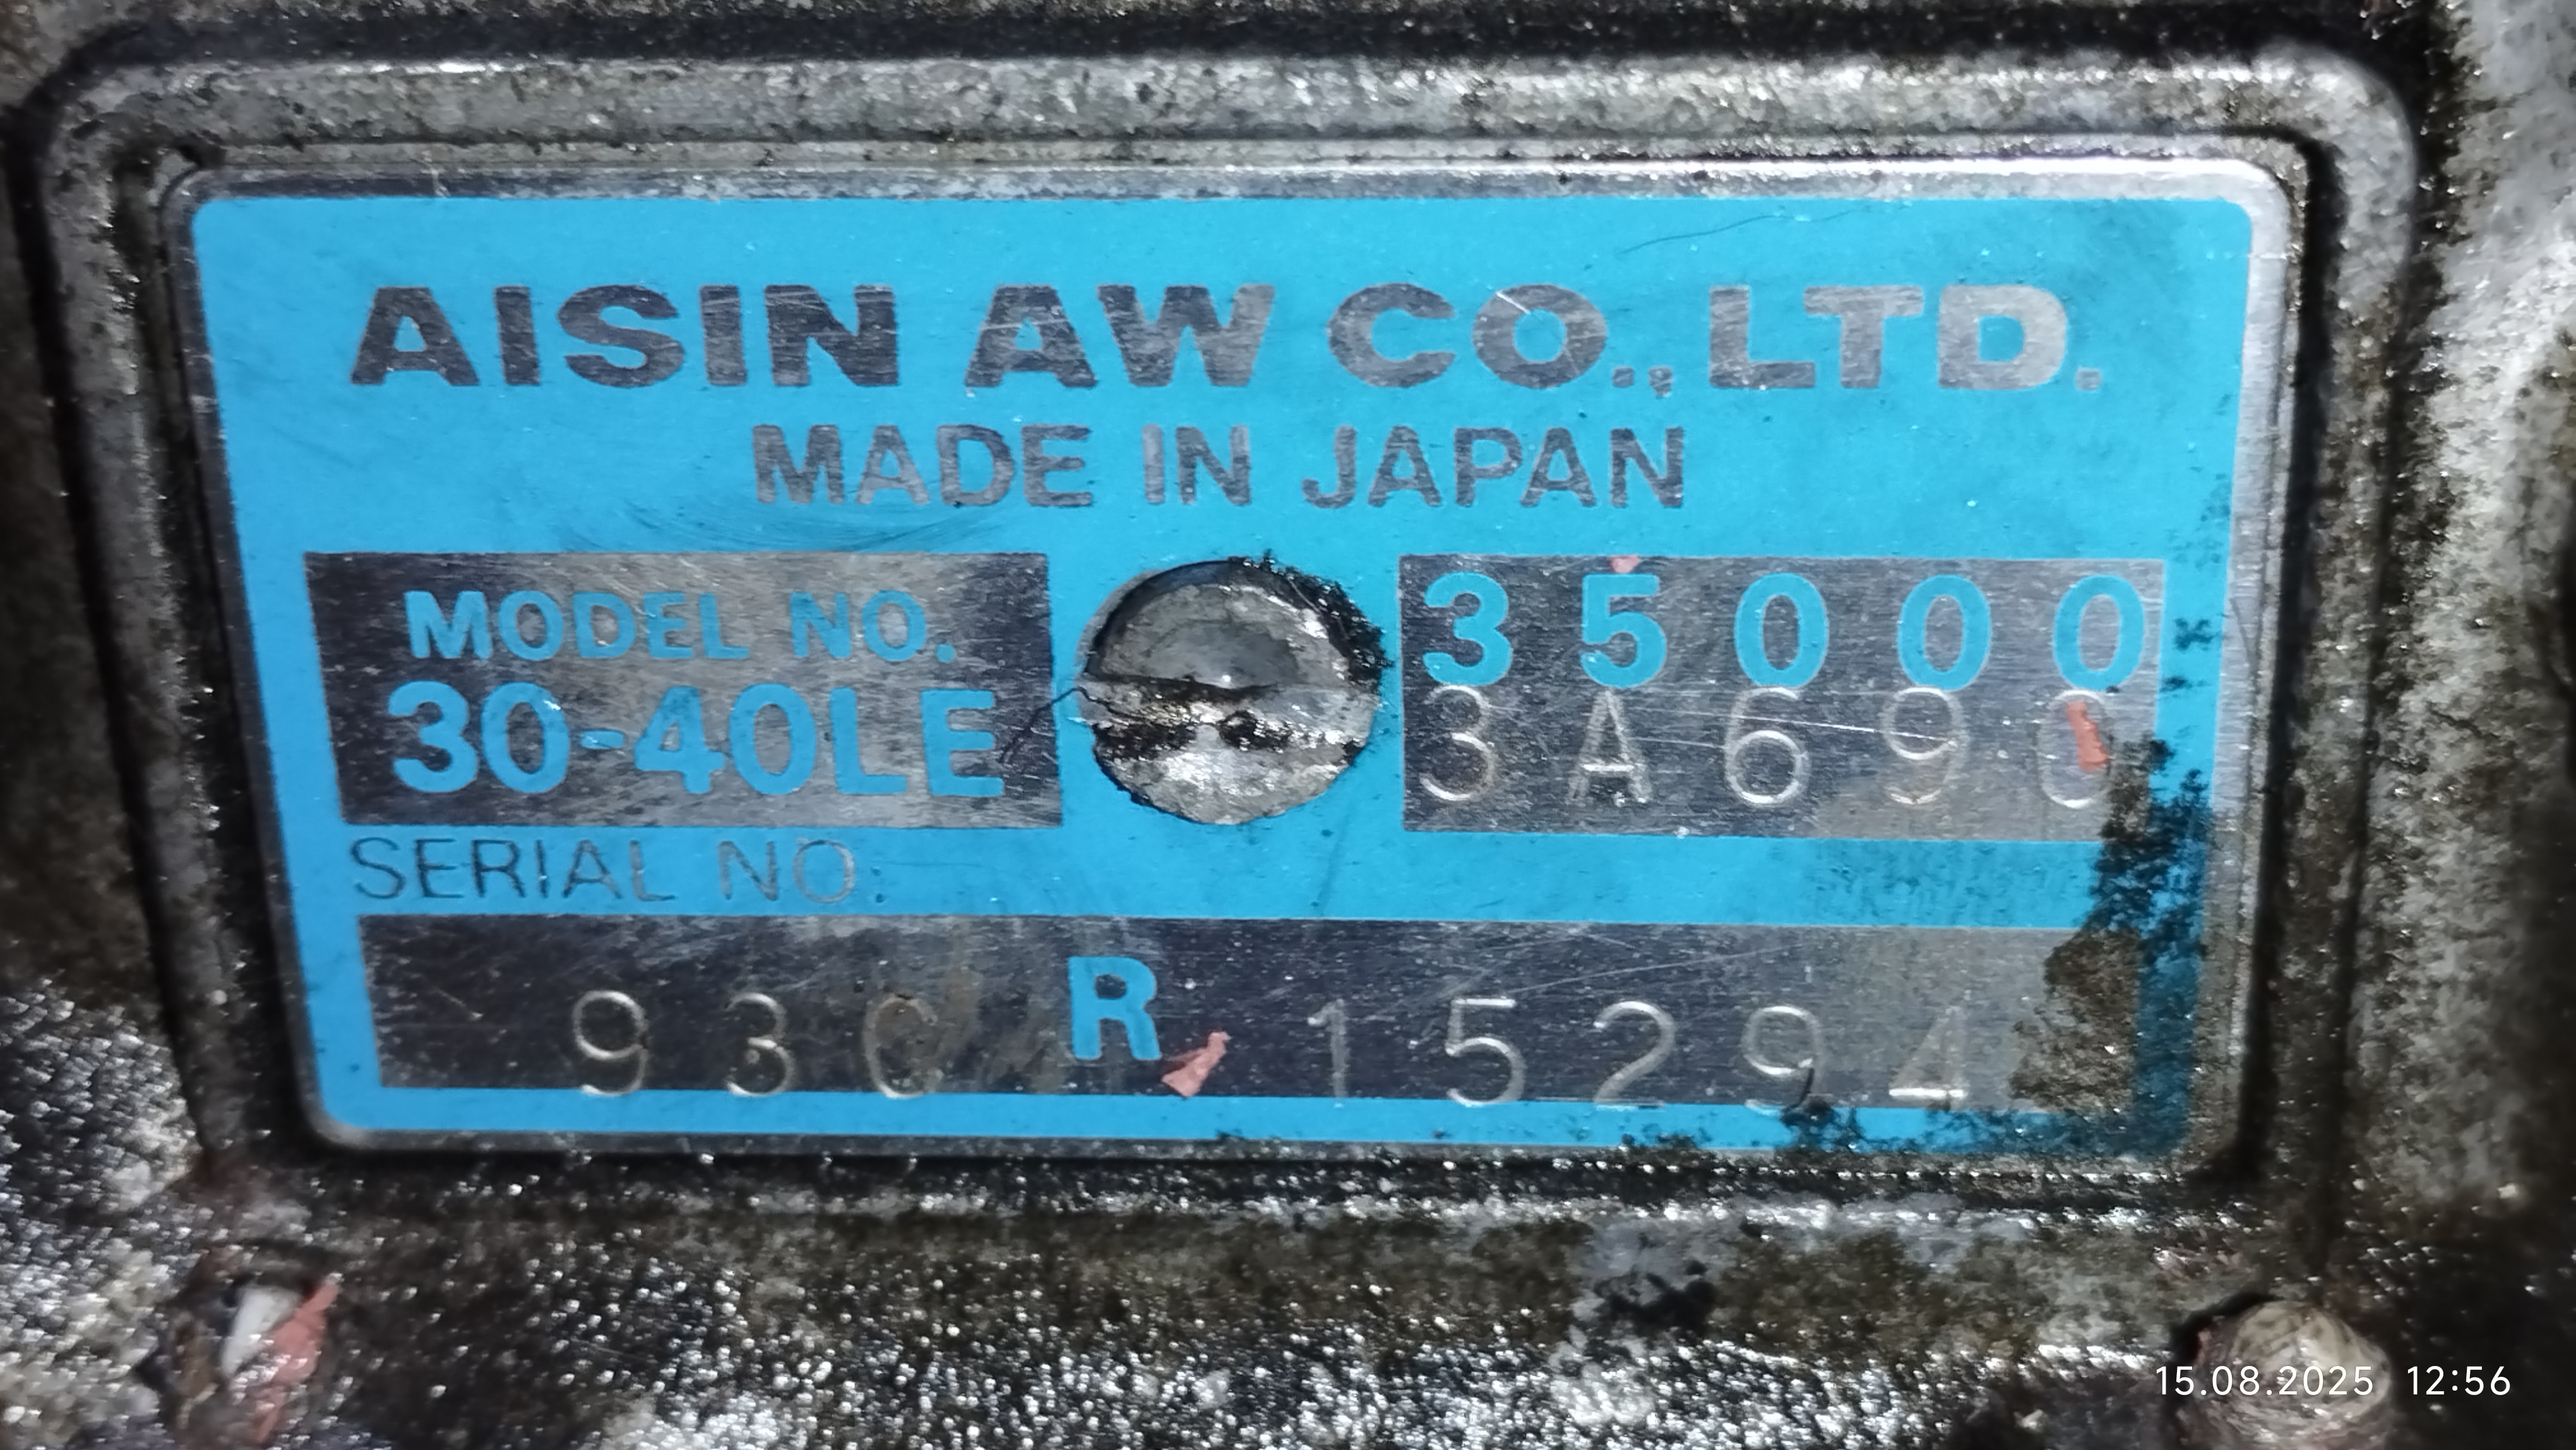 AISIN AW CO., LTD.
MADE IN JAPAN
MODEL NO.
30-40LE
35000
3A690
SERIAL NO.
93C R 15294
15.08.2025 12:56